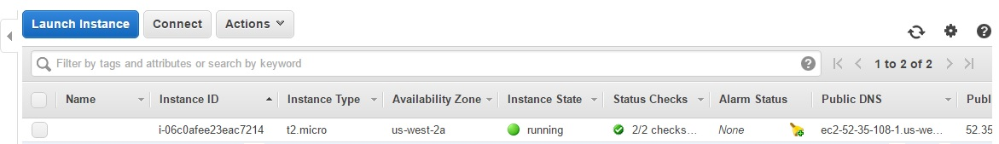 Launch Instance Connect Actions
Filter by tags and attributes or search by keyword 1 to 2 of 2
Name Instance ID Instance Type Availability Zone Instance State Status Checks Alarm Status Public DNS Publ
i-06c0afee23eac7214 t2.micro us-west-2a running 2/2 checks... None ec2-52-35-108-1.us-we... 52.35